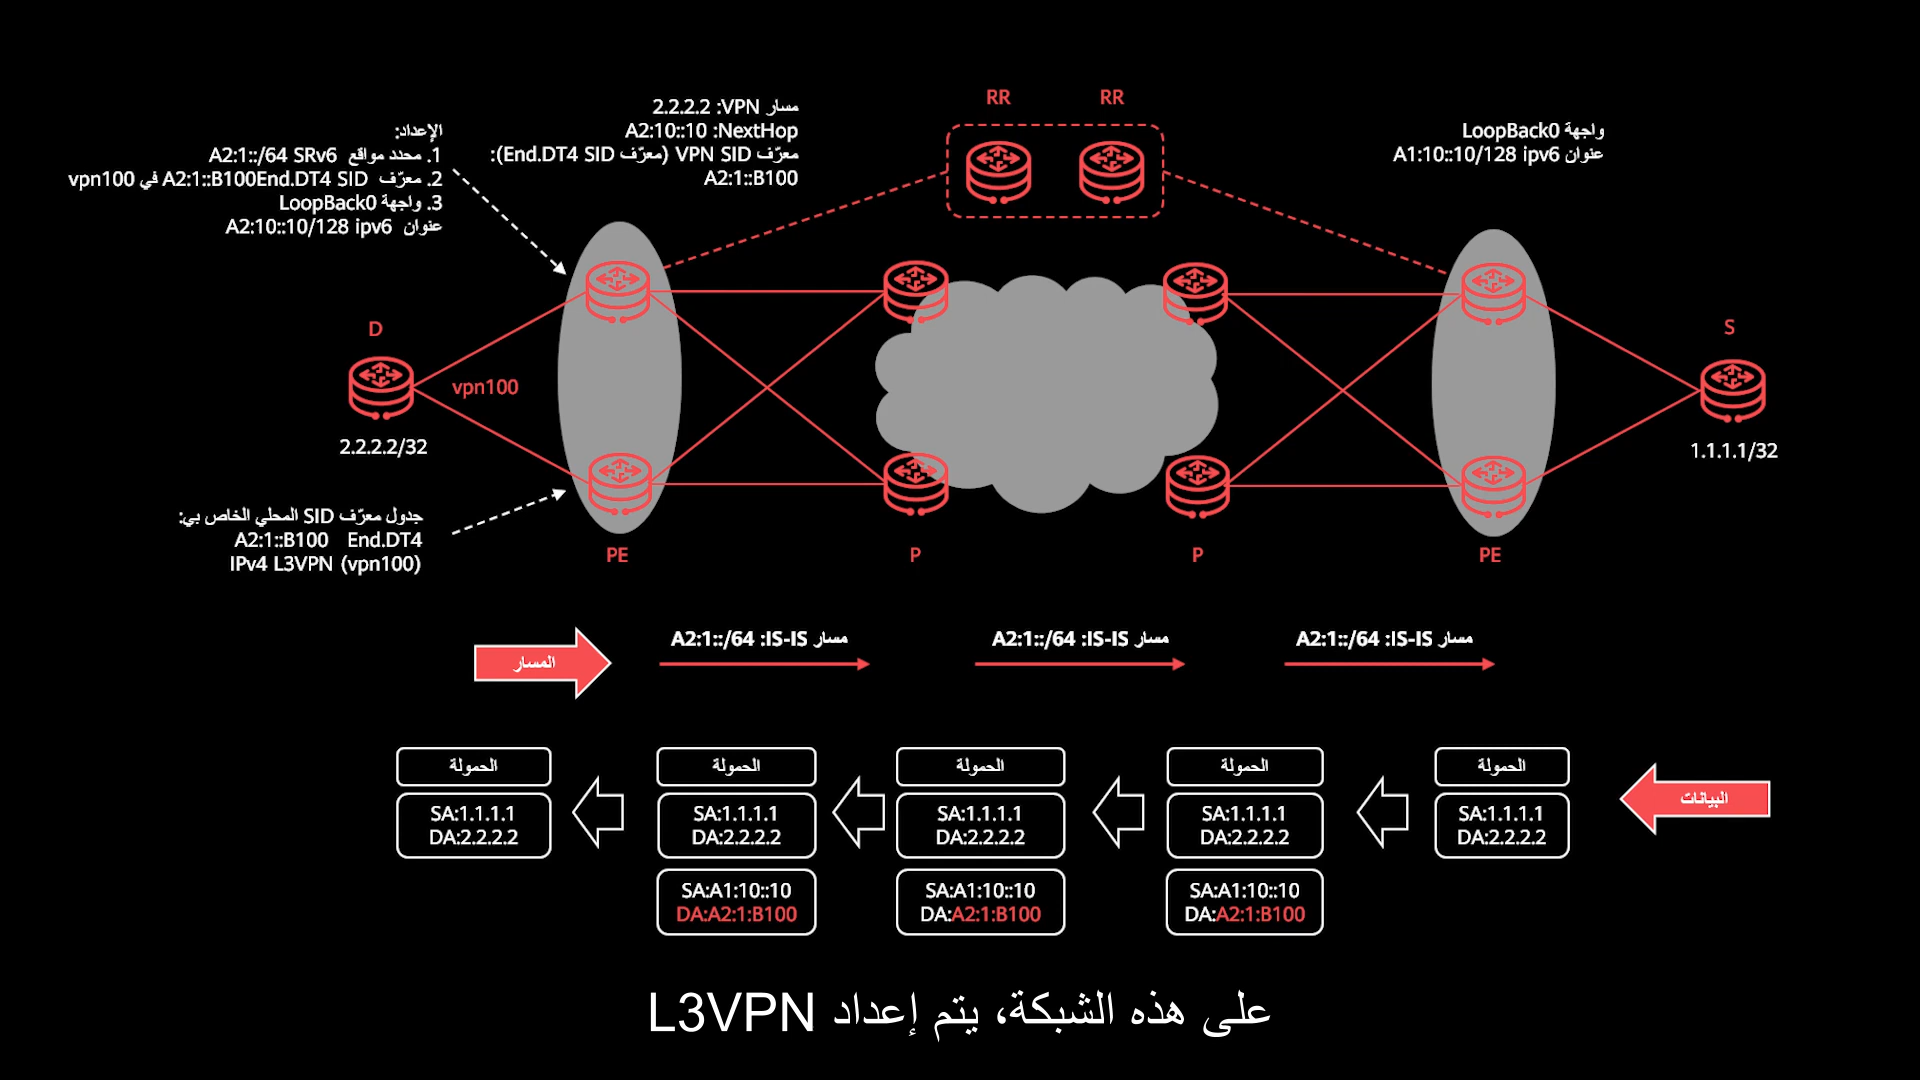 RR
RR
الإعداد:
1. محدد مواقع A2:1::/64 SRv6
2. معرّف A2:1::B100End.DT4 SID في vpn100
3. واجهة LoopBack0
عنوان A2:10::10/128 ipv6
مسار VPN: 2.2.2.2
NextHop: A2:10::10
معرّف VPN SID (معرّف End.DT4 SID):
A2:1::B100
واجهة LoopBack0
عنوان A1:10::10/128 ipv6
D
vpn100
2.2.2.2/32
S
1.1.1.1/32
جدول معرّف SID المحلي الخاص بي:
A2:1::B100 End.DT4
IPv4 L3VPN (vpn100)
PE
P
P
PE
المسار
مسار IS-IS: A2:1::/64
مسار IS-IS: A2:1::/64
مسار IS-IS: A2:1::/64
الحمولة
SA:1.1.1.1
DA:2.2.2.2
الحمولة
SA:1.1.1.1
DA:2.2.2.2
SA:A1:10::10
DA:A2:1:B100
الحمولة
SA:1.1.1.1
DA:2.2.2.2
SA:A1:10::10
DA:A2:1:B100
الحمولة
SA:1.1.1.1
DA:2.2.2.2
SA:A1:10::10
DA:A2:1:B100
الحمولة
SA:1.1.1.1
DA:2.2.2.2
البيانات
على هذه الشبكة، يتم إعداد L3VPN